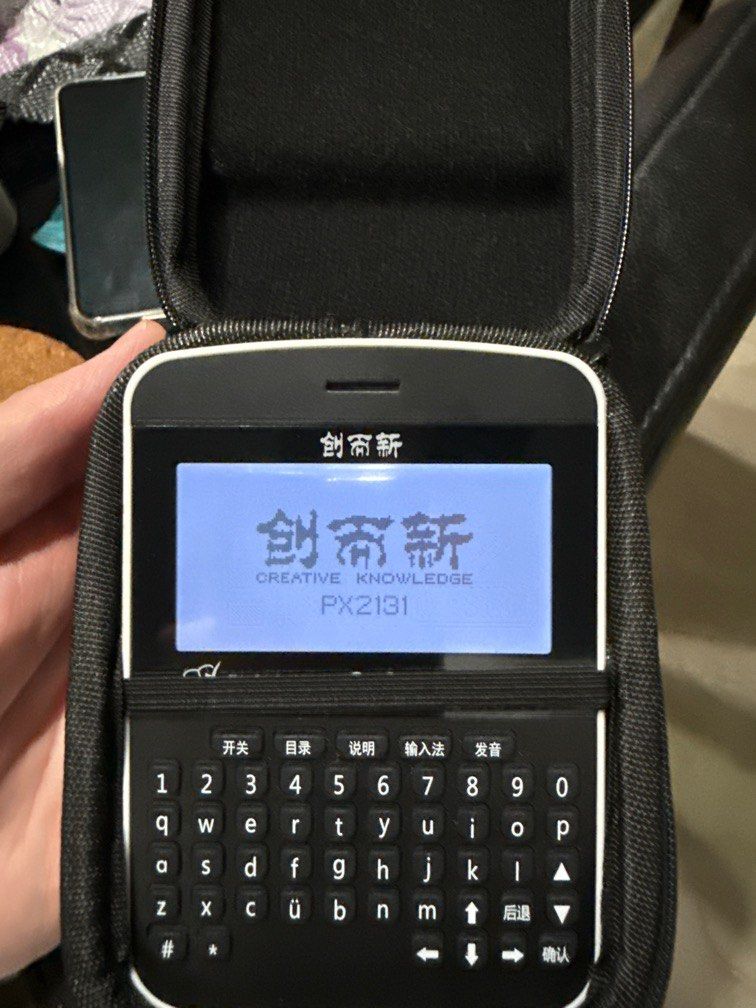 创而新
创而新
CREATIVE KNOWLEDGE
PX2131
开关 目录 说明 输入法 发音
1 2 3 4 5 6 7 8 9 0
q w e r t y u i o p
a s d f g h j k l ▲
z x c ü b n m ⬆ 后退 ▼
# * ⬅ ⬇ ➡ 确认